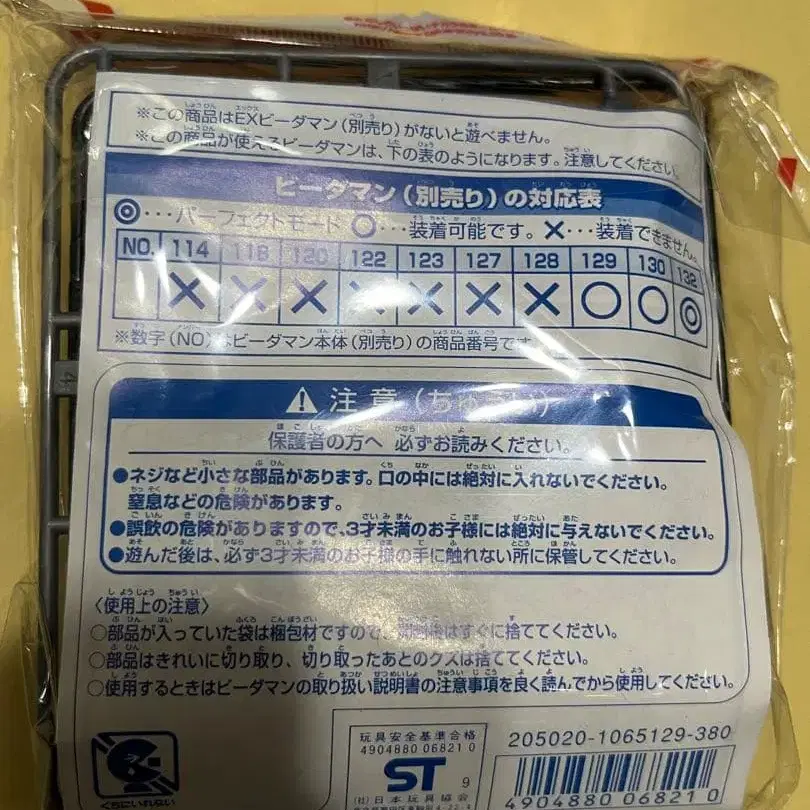 ※この商品はEXビーダマン(別売り)がないと遊べません。
※この商品が使えるビーダマンは、下の表のようになります。注意してください。
ビーダマン(別売り)の対応表
◎…パーフェクトモード ○…装着可能です。×…装着できません。
NO. 114 118 120 122 123 127 128 129 130 132
× × × × × × × ○ ○ ◎
※数字(NO)はビーダマン本体(別売り)の商品番号です
⚠注意(ちゅうい)
保護者の方へ 必ずお読みください。
●ネジなど小さな部品があります。口の中には絶対に入れないでください。
窒息などの危険があります。
●誤飲の危険がありますので、3才未満のお子様には絶対に与えないでください。
●遊んだ後は、必ず3才未満のお子様の手に触れない所に保管してください。
〈使用上の注意〉
○部品が入っていた袋は梱包材ですので、開封後はすぐに捨ててください。
○部品はきれいに切り取り、切り取ったあとのクズは捨ててください。
○使用するときはビーダマンの取り扱い説明書の注意事項を良く読んでから使用してください。
くちにいれない
玩具安全基準合格
4904880 06821 0
ST 9
(社)日本玩具協会
205020-1065129-380
4904880 068210